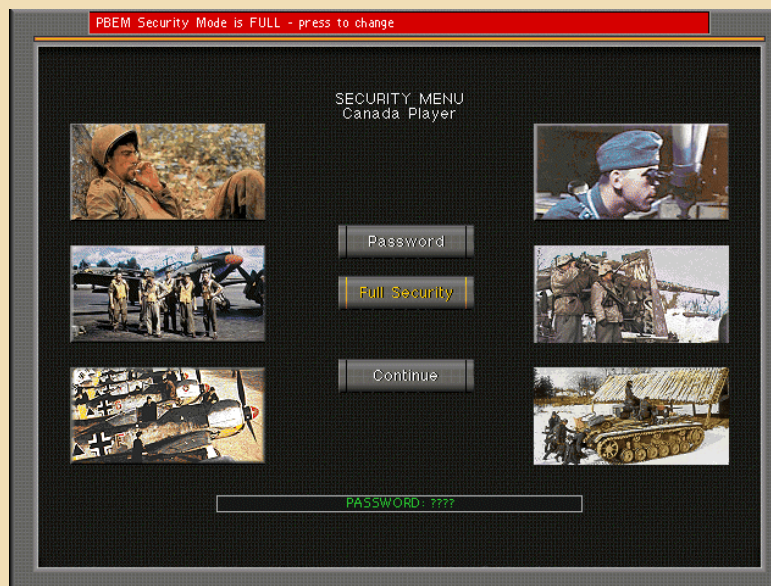 PBEM Security Mode is FULL - press to change
SECURITY MENU
Canada Player
Password
Full Security
Continue
PASSWORD: ????